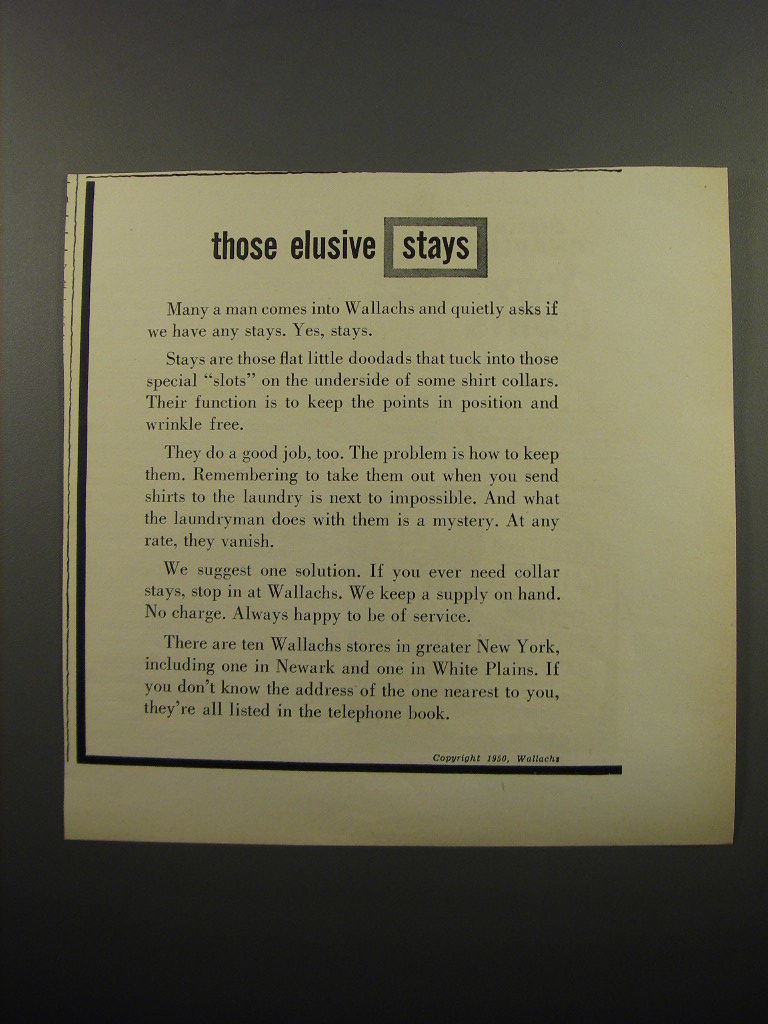 those elusive stays
Many a man comes into Wallachs and quietly asks if
we have any stays. Yes, stays.
Stays are those flat little doodads that tuck into those
special “slots” on the underside of some shirt collars.
Their function is to keep the points in position and
wrinkle free.
They do a good job, too. The problem is how to keep
them. Remembering to take them out when you send
shirts to the laundry is next to impossible. And what
the laundryman does with them is a mystery. At any
rate, they vanish.
We suggest one solution. If you ever need collar
stays, stop in at Wallachs. We keep a supply on hand.
No charge. Always happy to be of service.
There are ten Wallachs stores in greater New York,
including one in Newark and one in White Plains. If
you don't know the address of the one nearest to you,
they're all listed in the telephone book.
Copyright 1950, Wallachs